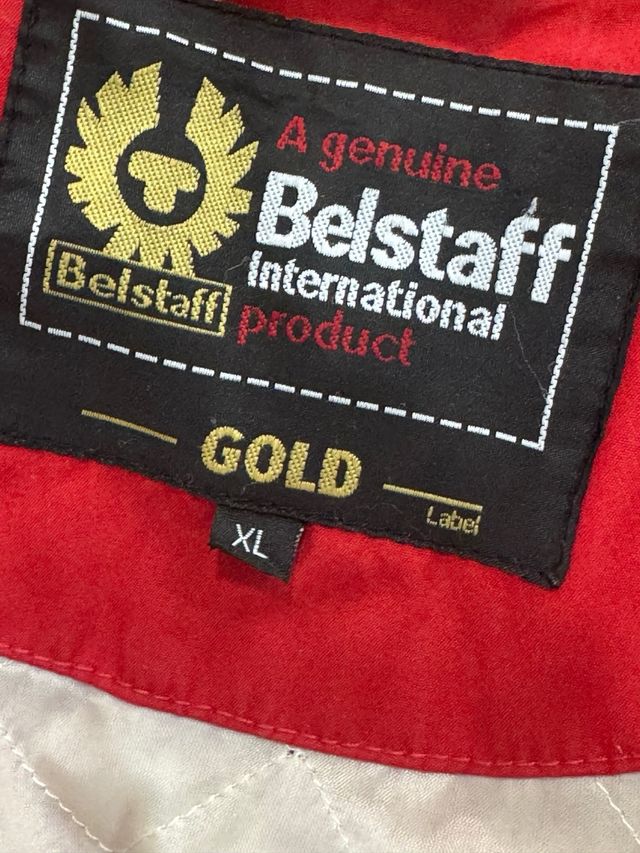 A genuine
Belstaff
International
product
Belstaff
GOLD
Label
XL